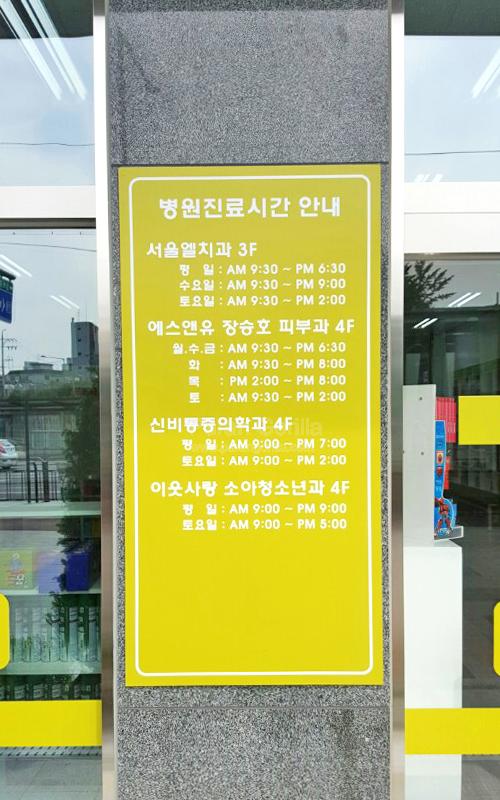 병원진료시간 안내
서울엘치과 3F
평 일 : AM 9:30 ~ PM 6:30
수요일 : AM 9:30 ~ PM 9:00
토요일 : AM 9:30 ~ PM 2:00
에스앤유 장승호 피부과 4F
월.수.금 : AM 9:30 ~ PM 6:30
화 : AM 9:30 ~ PM 8:00
목 : PM 2:00 ~ PM 8:00
토 : AM 9:30 ~ PM 2:00
신비통증의학과 4F
평 일 : AM 9:00 ~ PM 7:00
토요일 : AM 9:00 ~ PM 2:00
이웃사랑 소아청소년과 4F
평 일 : AM 9:00 ~ PM 9:00
토요일 : AM 9:00 ~ PM 5:00